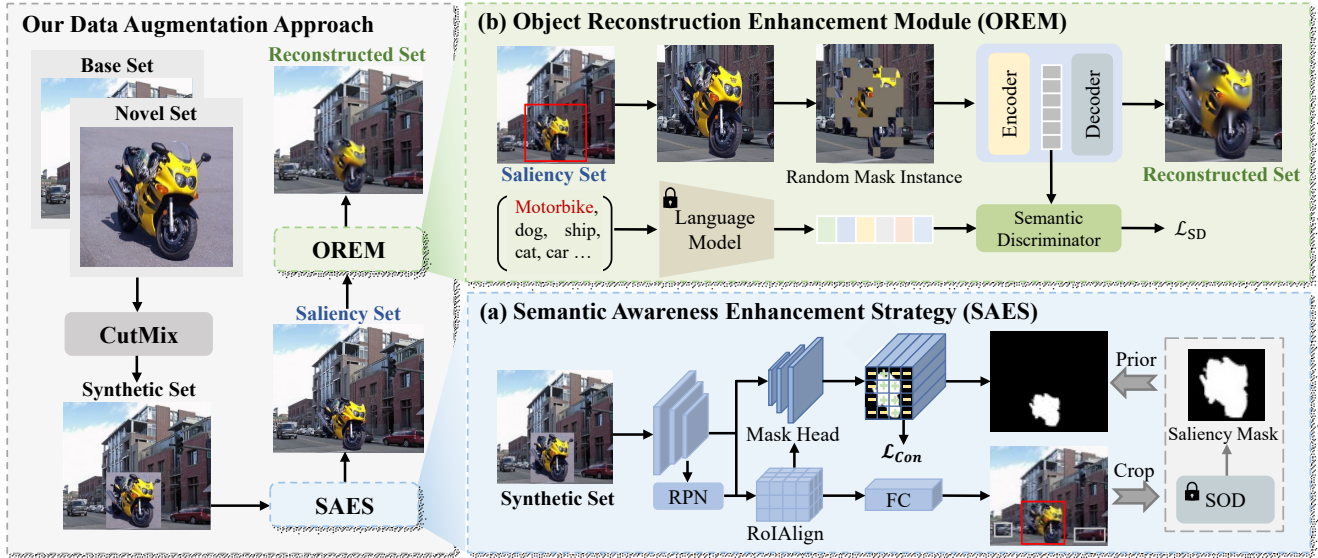 Our Data Augmentation Approach
Base Set
Novel Set
CutMix
Synthetic Set
Reconstructed Set
OREM
Saliency Set
SAES
(b) Object Reconstruction Enhancement Module (OREM)
Saliency Set
Random Mask Instance
Encoder
Decoder
Reconstructed Set
Motorbike,
dog, ship,
cat, car ...
Language
Model
Semantic
Discriminator
ℒSD
(a) Semantic Awareness Enhancement Strategy (SAES)
Synthetic Set
RPN
Mask Head
RoIAlign
ℒCon
FC
Prior
Crop
Saliency Mask
SOD